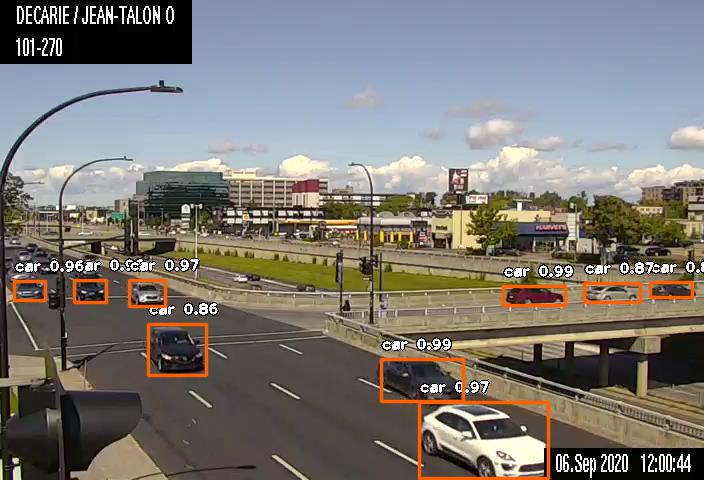 DECARIE / JEAN-TALON O
101-270
car 0.96
car 0.97
car 0.86
car 0.99
car 0.87
car 0.99
car 0.97
HARVEY'S
06.Sep 2020 12:00:44